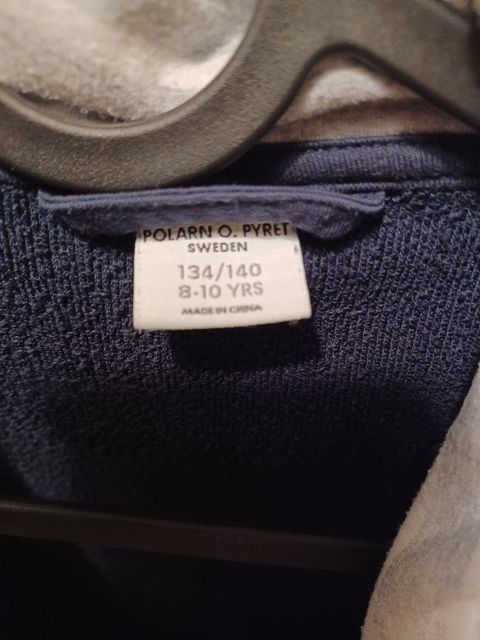 POLARN O. PYRET
SWEDEN
134/140
8-10 YRS
MADE IN CHINA